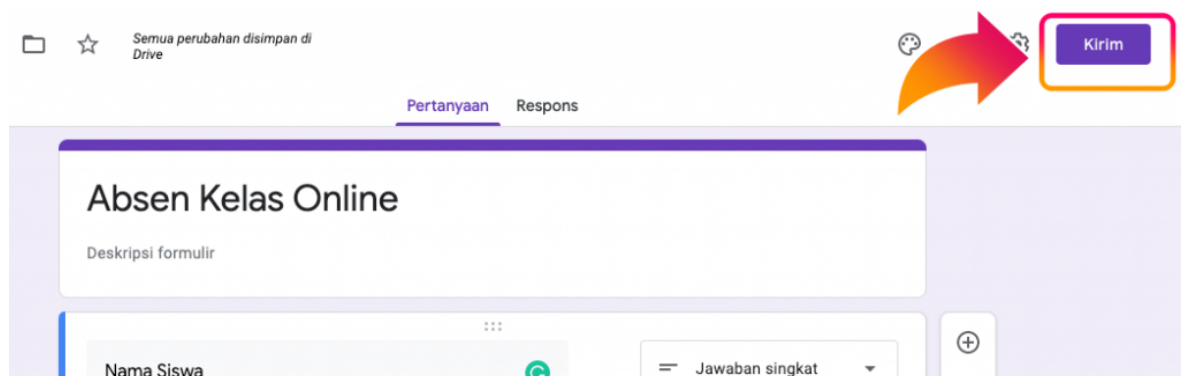 Semua perubahan disimpan di
Drive
Kirim
Pertanyaan Respons
Absen Kelas Online
Deskripsi formulir
Nama Siswa
Jawaban singkat